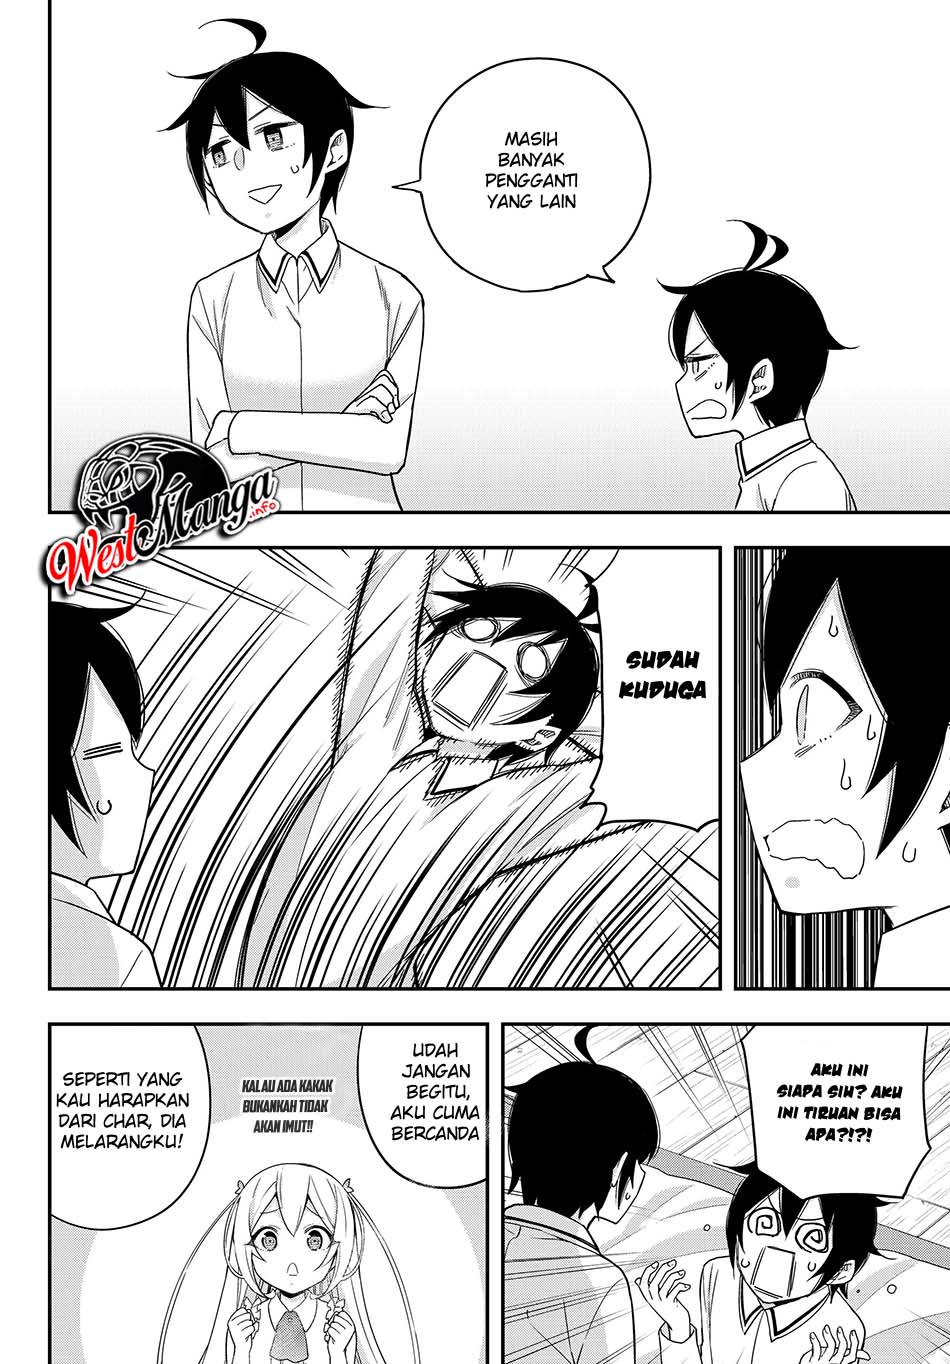 MASIH
BANYAK
PENGGANTI
YANG LAIN
WestManga
.info
SUDAH
KUDUGA
AKU INI
SIAPA SIH? AKU
INI TIRUAN BISA
APA?!?!
UDAH
JANGAN
BEGITU,
AKU CUMA
BERCANDA
KALAU ADA KAKAK
BUKANKAH TIDAK
AKAN IMUT!!
SEPERTI YANG
KAU HARAPKAN
DARI CHAR, DIA
MELARANGKU!